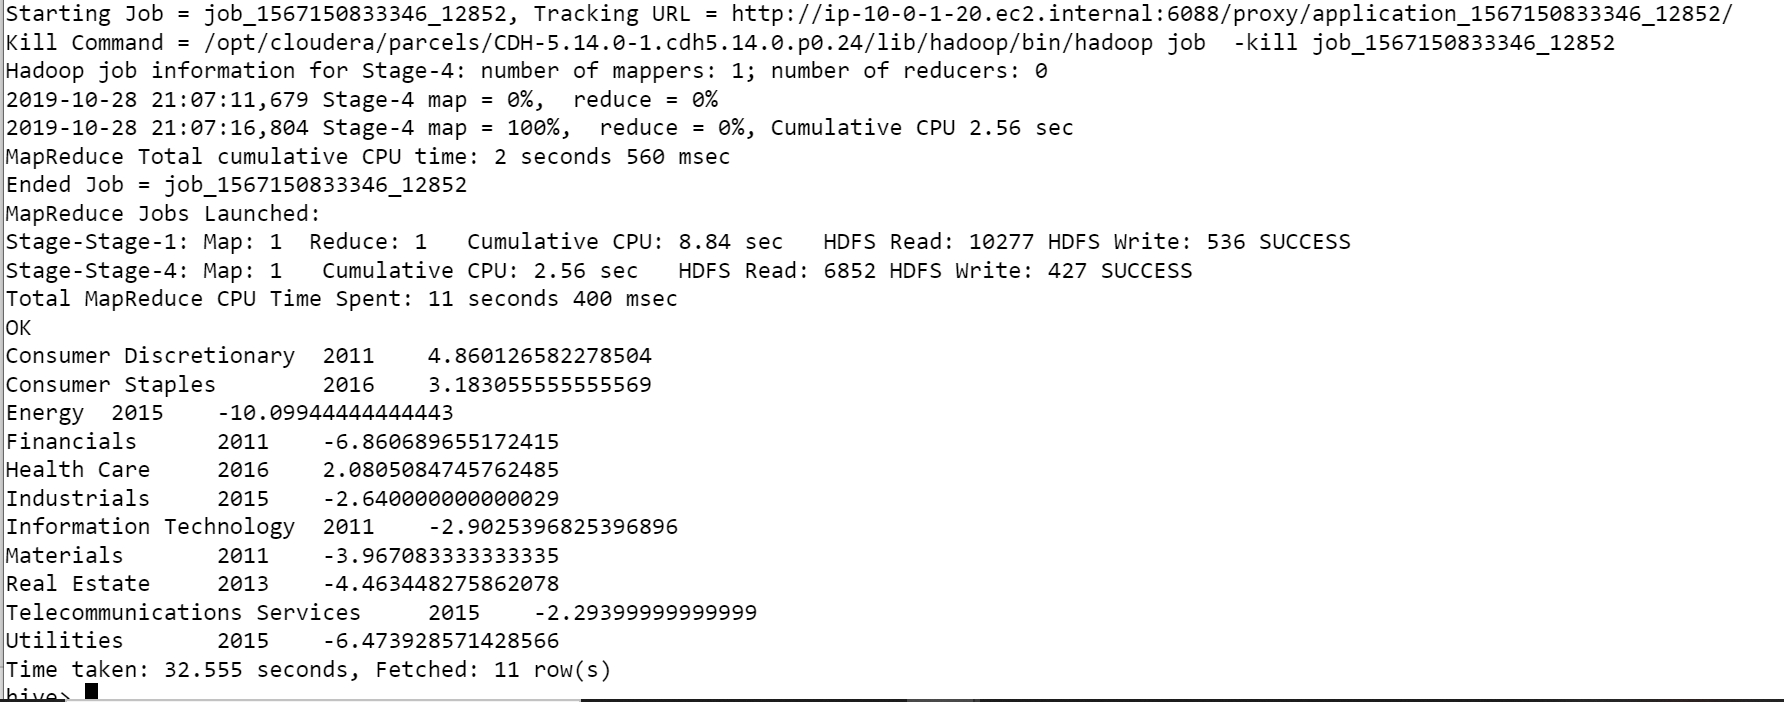 Starting Job = job_1567150833346_12852, Tracking URL = http://ip-10-0-1-20.ec2.internal:6088/proxy/application_1567150833346_12852/
Kill Command = /opt/cloudera/parcels/CDH-5.14.0-1.cdh5.14.0.p0.24/lib/hadoop/bin/hadoop job  -kill job_1567150833346_12852
Hadoop job information for Stage-4: number of mappers: 1; number of reducers: 0
2019-10-28 21:07:11,679 Stage-4 map = 0%,  reduce = 0%
2019-10-28 21:07:16,804 Stage-4 map = 100%,  reduce = 0%, Cumulative CPU 2.56 sec
MapReduce Total cumulative CPU time: 2 seconds 560 msec
Ended Job = job_1567150833346_12852
MapReduce Jobs Launched:
Stage-Stage-1: Map: 1  Reduce: 1   Cumulative CPU: 8.84 sec   HDFS Read: 10277 HDFS Write: 536 SUCCESS
Stage-Stage-4: Map: 1   Cumulative CPU: 2.56 sec   HDFS Read: 6852 HDFS Write: 427 SUCCESS
Total MapReduce CPU Time Spent: 11 seconds 400 msec
OK
Consumer Discretionary  2011    4.860126582278504
Consumer Staples        2016    3.183055555555569
Energy  2015    -10.09944444444443
Financials      2011    -6.860689655172415
Health Care     2016    2.0805084745762485
Industrials     2015    -2.640000000000029
Information Technology  2011    -2.9025396825396896
Materials       2011    -3.967083333333335
Real Estate     2013    -4.463448275862078
Telecommunications Services     2015    -2.29399999999999
Utilities       2015    -6.473928571428566
Time taken: 32.555 seconds, Fetched: 11 row(s)
hive>